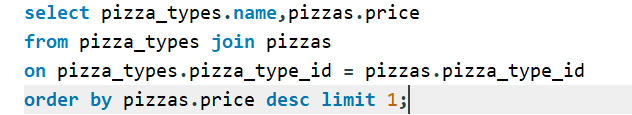 select pizza_types.name,pizzas.price
from pizza_types join pizzas
on pizza_types.pizza_type_id = pizzas.pizza_type_id
order by pizzas.price desc limit 1;